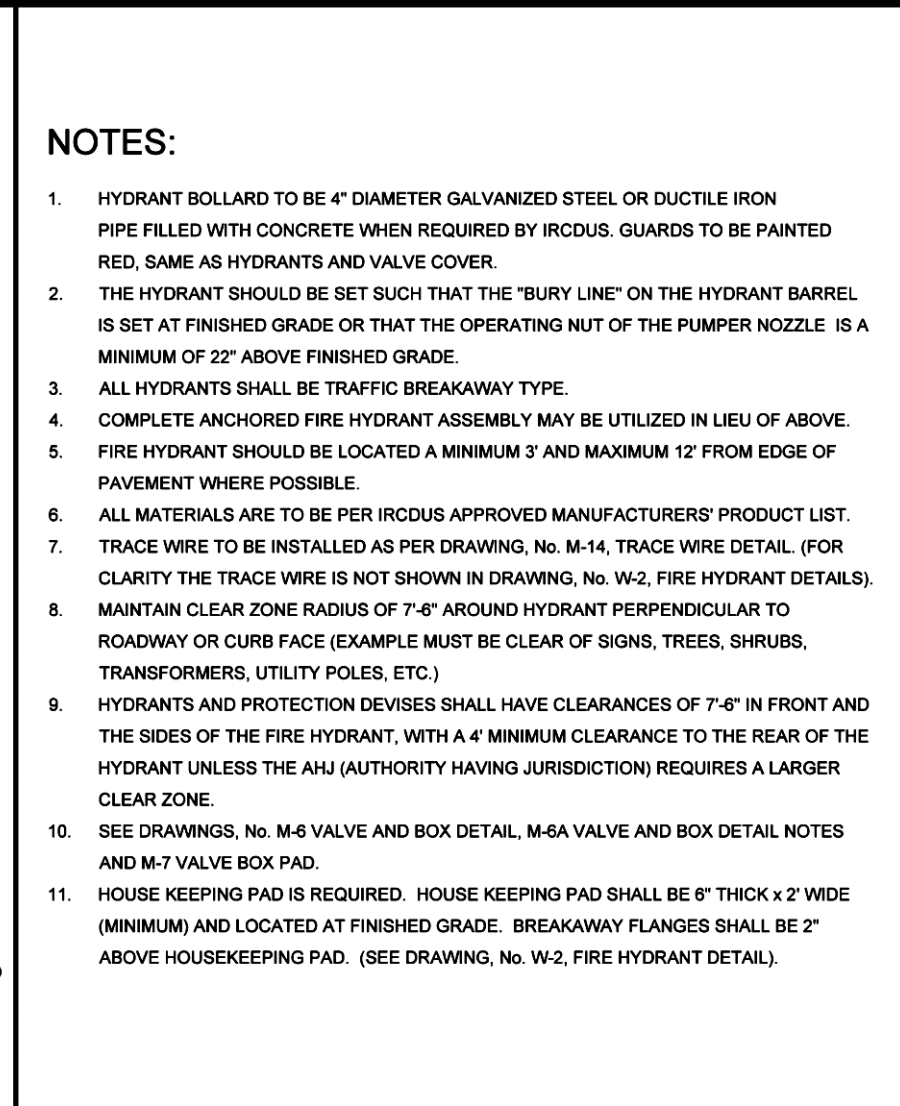 NOTES:
1. HYDRANT BOLLARD TO BE 4" DIAMETER GALVANIZED STEEL OR DUCTILE IRON
PIPE FILLED WITH CONCRETE WHEN REQUIRED BY IRCDUS. GUARDS TO BE PAINTED
RED, SAME AS HYDRANTS AND VALVE COVER.
2. THE HYDRANT SHOULD BE SET SUCH THAT THE "BURY LINE" ON THE HYDRANT BARREL
IS SET AT FINISHED GRADE OR THAT THE OPERATING NUT OF THE PUMPER NOZZLE IS A
MINIMUM OF 22" ABOVE FINISHED GRADE.
3. ALL HYDRANTS SHALL BE TRAFFIC BREAKAWAY TYPE.
4. COMPLETE ANCHORED FIRE HYDRANT ASSEMBLY MAY BE UTILIZED IN LIEU OF ABOVE.
5. FIRE HYDRANT SHOULD BE LOCATED A MINIMUM 3' AND MAXIMUM 12' FROM EDGE OF
PAVEMENT WHERE POSSIBLE.
6. ALL MATERIALS ARE TO BE PER IRCDUS APPROVED MANUFACTURERS' PRODUCT LIST.
7. TRACE WIRE TO BE INSTALLED AS PER DRAWING, No. M-14, TRACE WIRE DETAIL. (FOR
CLARITY THE TRACE WIRE IS NOT SHOWN IN DRAWING, No. W-2, FIRE HYDRANT DETAILS).
8. MAINTAIN CLEAR ZONE RADIUS OF 7'-6" AROUND HYDRANT PERPENDICULAR TO
ROADWAY OR CURB FACE (EXAMPLE MUST BE CLEAR OF SIGNS, TREES, SHRUBS,
TRANSFORMERS, UTILITY POLES, ETC.)
9. HYDRANTS AND PROTECTION DEVISES SHALL HAVE CLEARANCES OF 7'-6" IN FRONT AND
THE SIDES OF THE FIRE HYDRANT, WITH A 4' MINIMUM CLEARANCE TO THE REAR OF THE
HYDRANT UNLESS THE AHJ (AUTHORITY HAVING JURISDICTION) REQUIRES A LARGER
CLEAR ZONE.
10. SEE DRAWINGS, No. M-6 VALVE AND BOX DETAIL, M-6A VALVE AND BOX DETAIL NOTES
AND M-7 VALVE BOX PAD.
11. HOUSE KEEPING PAD IS REQUIRED. HOUSE KEEPING PAD SHALL BE 6" THICK x 2' WIDE
(MINIMUM) AND LOCATED AT FINISHED GRADE. BREAKAWAY FLANGES SHALL BE 2"
ABOVE HOUSEKEEPING PAD. (SEE DRAWING, No. W-2, FIRE HYDRANT DETAIL).